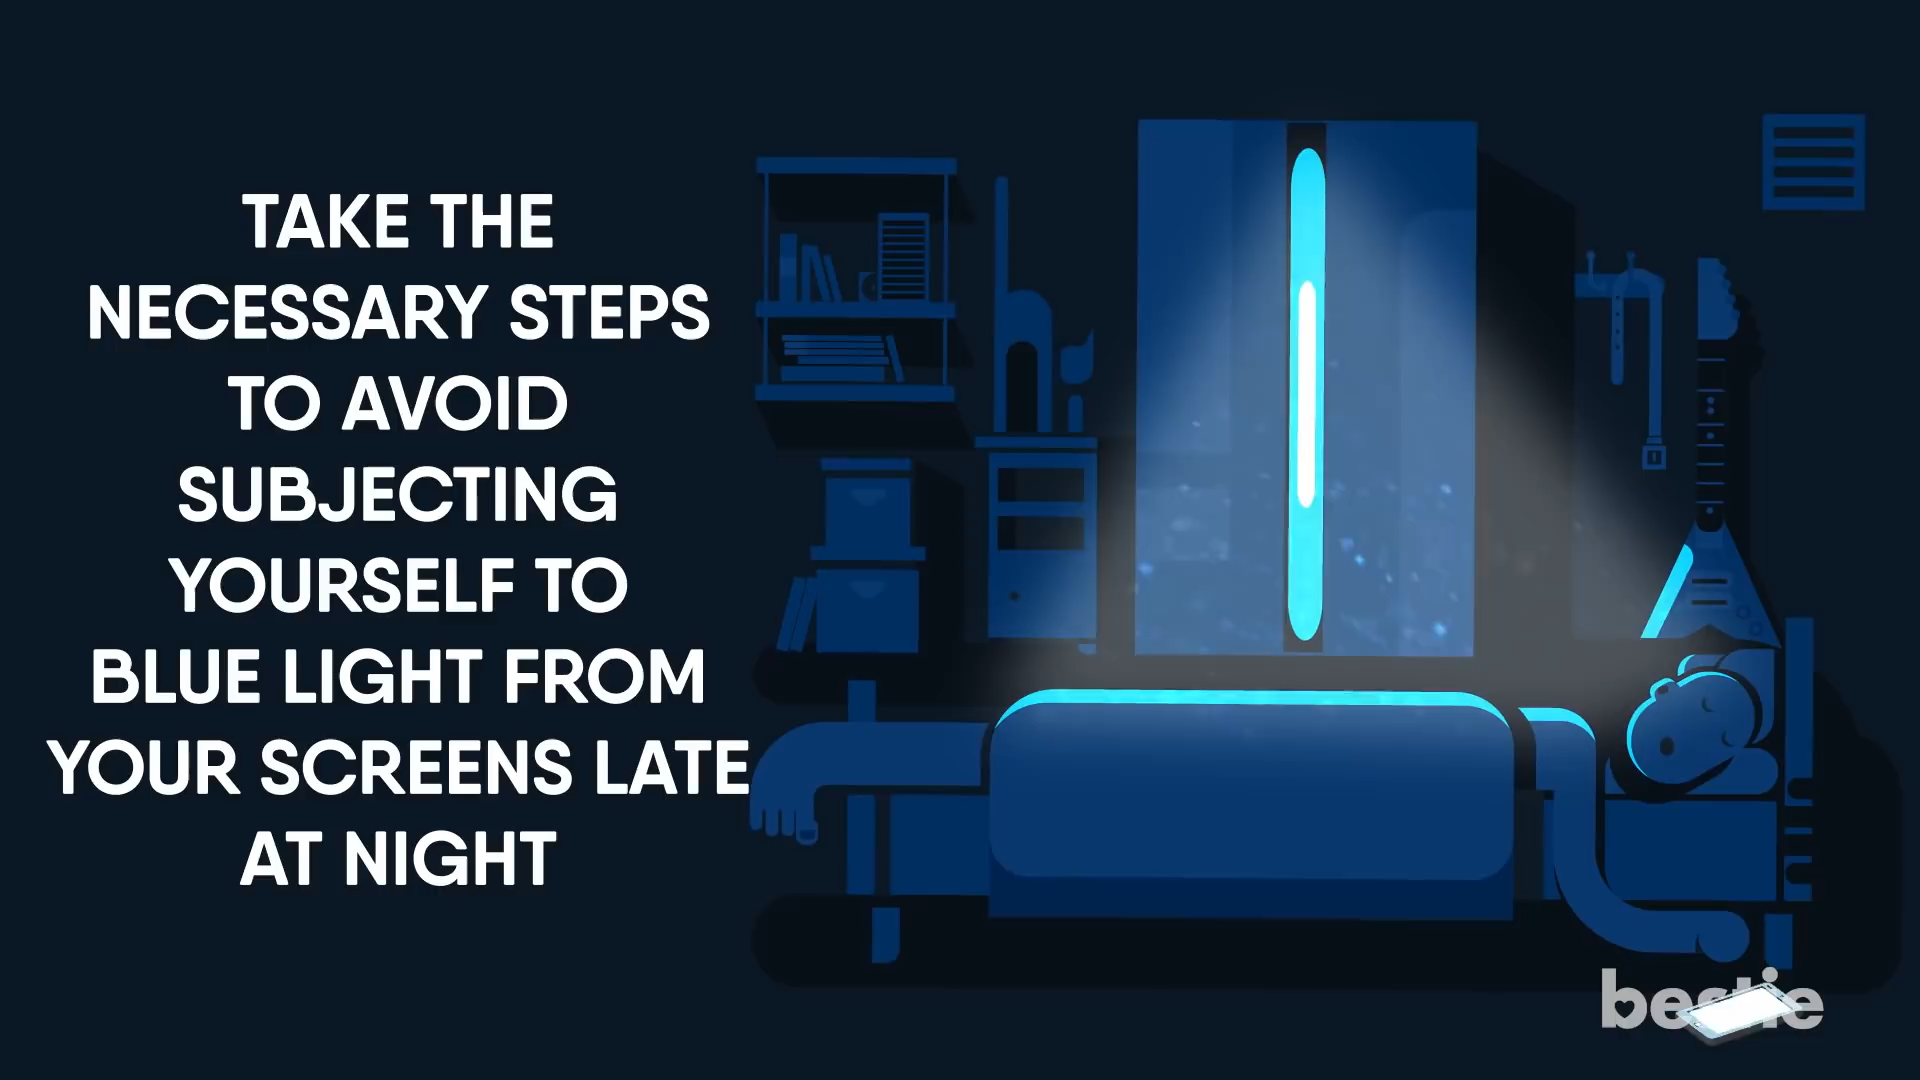 TAKE THE
NECESSARY STEPS
TO AVOID
SUBJECTING
YOURSELF TO
BLUE LIGHT FROM
YOUR SCREENS LATE
AT NIGHT
bestie